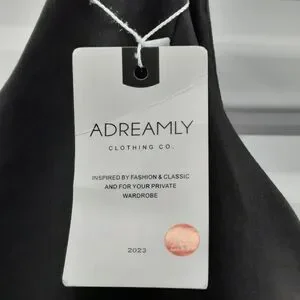 ADREAMLY
CLOTHING CO.
INSPIRED BY FASHION & CLASSIC
AND FOR YOUR PRIVATE
WARDROBE
2023